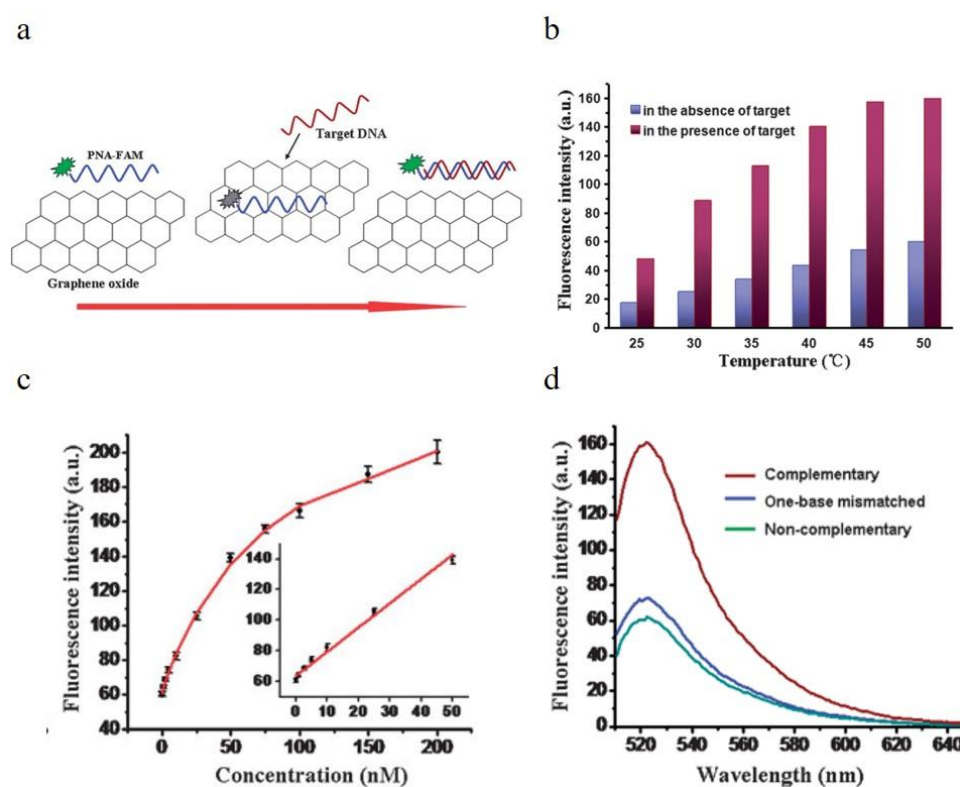 a
PNA-FAM
Target DNA
Graphene oxide
b
Fluorescence intensity (a.u.)
160
140
120
100
80
60
40
20
0
in the absence of target
in the presence of target
25 30 35 40 45 50
Temperature (℃)
c
Fluorescence intensity (a.u.)
200
180
160
140
120
100
80
60
40
140
120
100
80
60
0 10 20 30 40 50
0 50 100 150 200
Concentration (nM)
d
Fluorescence intensity (a.u.)
160
140
120
100
80
60
40
20
0
Complementary
One-base mismatched
Non-complementary
520 540 560 580 600 620 640
Wavelength (nm)